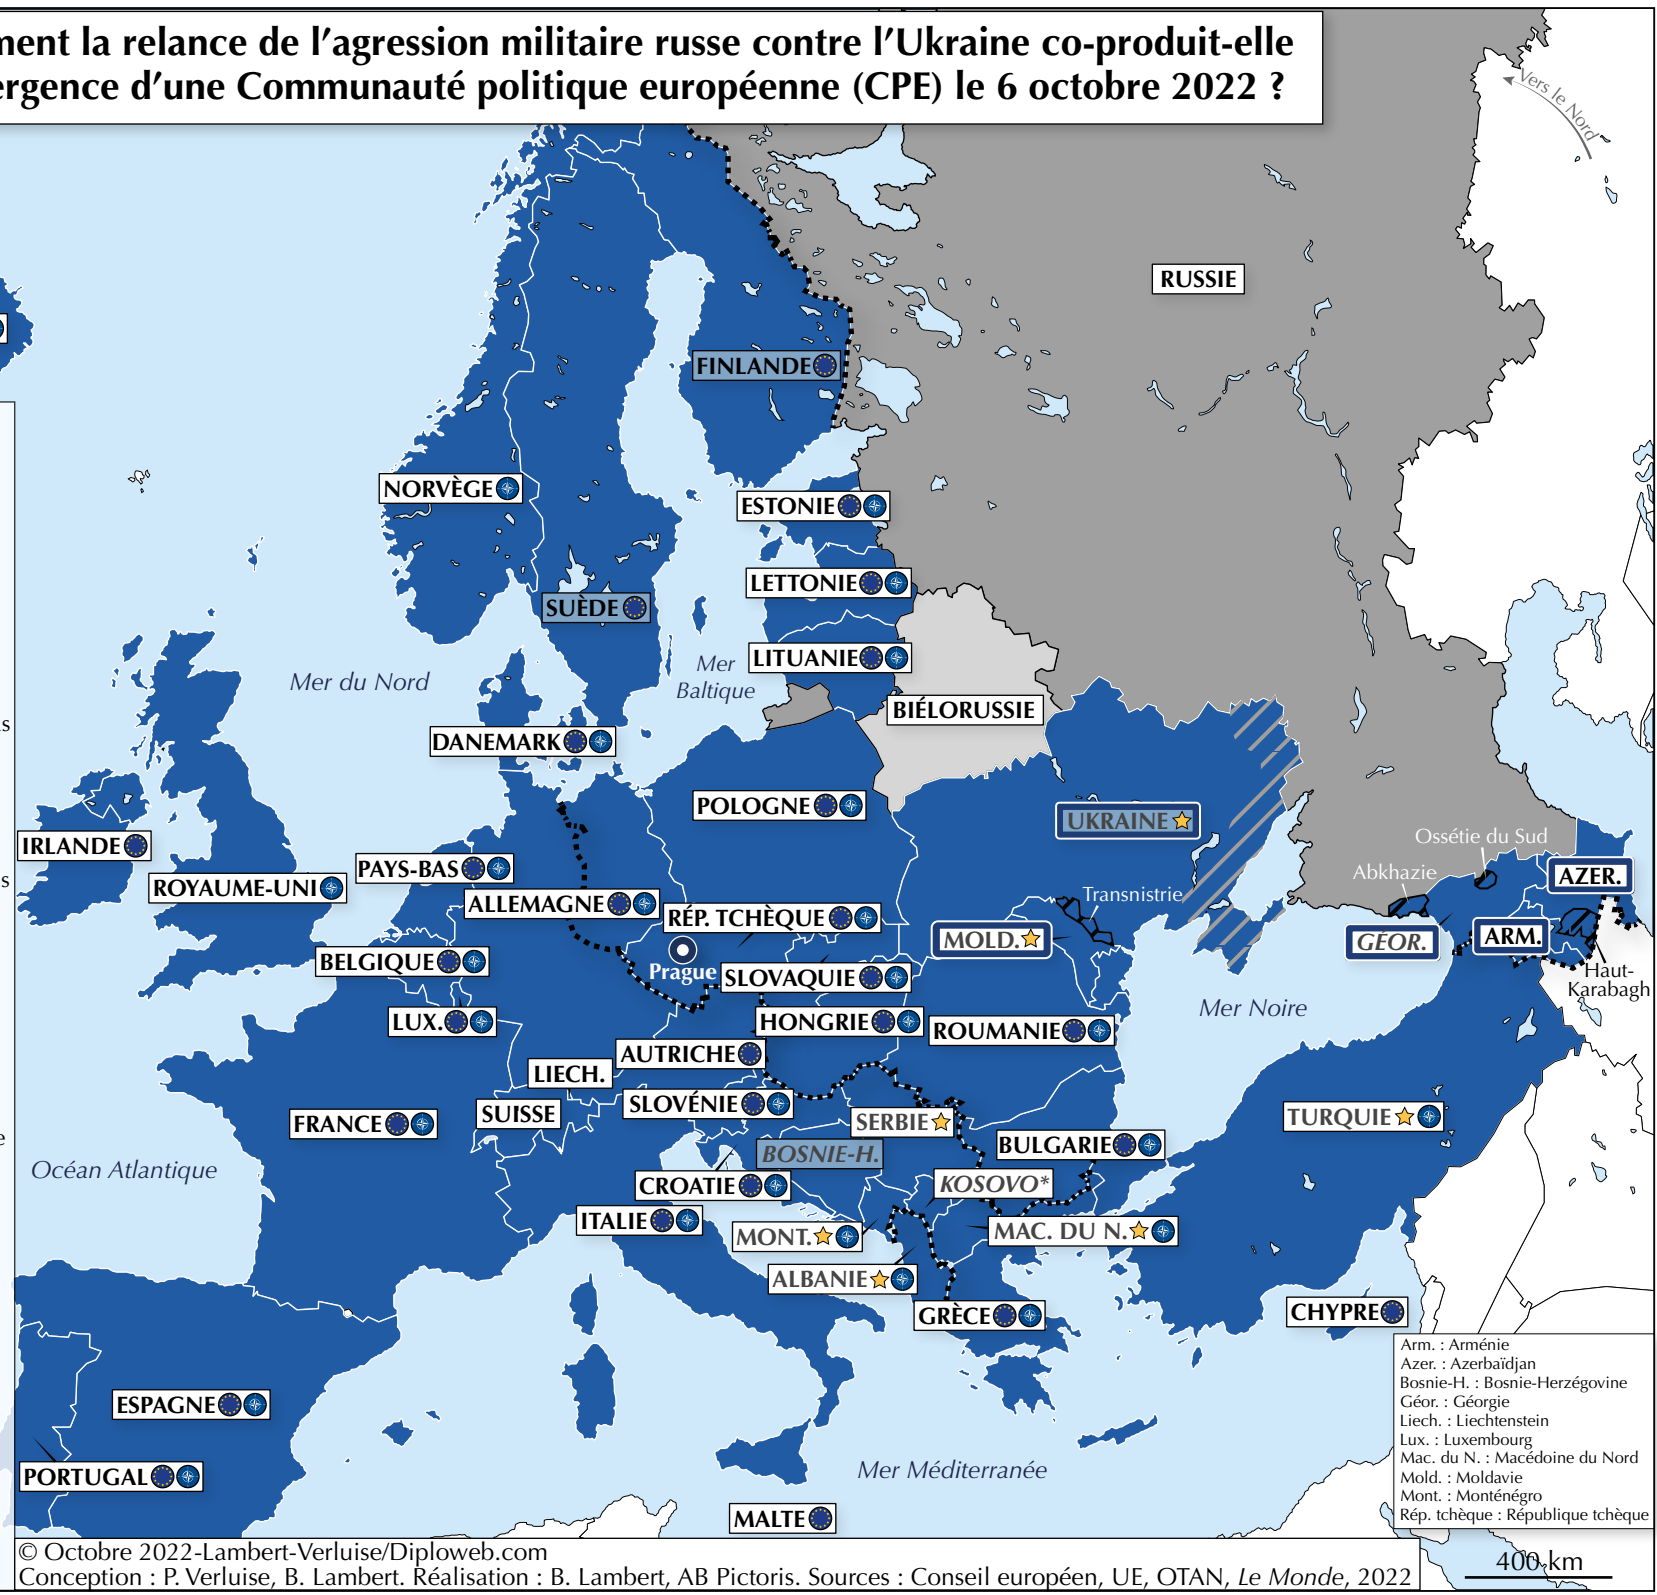 ment la relance de l’agression militaire russe contre l’Ukraine co-produit-elle
ergence d’une Communauté politique européenne (CPE) le 6 octobre 2022 ?
Vers le Nord
RUSSIE
FINLANDE
NORVÈGE
ESTONIE
LETTONIE
SUÈDE
LITUANIE
Mer
Baltique
Mer du Nord
BIÉLORUSSIE
s
DANEMARK
POLOGNE
UKRAINE
Ossétie du Sud
IRLANDE
PAYS-BAS
Abkhazie
AZER.
s
ROYAUME-UNI
ALLEMAGNE
Transnistrie
RÉP. TCHÈQUE
MOLD.
GÉOR.
ARM.
BELGIQUE
Prague
SLOVAQUIE
Haut-
Karabagh
Mer Noire
LUX.
HONGRIE
ROUMANIE
AUTRICHE
LIECH.
SLOVÉNIE
SUISSE
FRANCE
SERBIE
TURQUIE
e
BULGARIE
BOSNIE-H.
Océan Atlantique
CROATIE
KOSOVO*
ITALIE
MONT.
MAC. DU N.
ALBANIE
GRÈCE
CHYPRE
ESPAGNE
PORTUGAL
Mer Méditerranée
MALTE
Arm. : Arménie
Azer. : Azerbaïdjan
Bosnie-H. : Bosnie-Herzégovine
Géor. : Géorgie
Liech. : Liechtenstein
Lux. : Luxembourg
Mac. du N. : Macédoine du Nord
Mold. : Moldavie
Mont. : Monténégro
Rép. tchèque : République tchèque
© Octobre 2022-Lambert-Verluise/Diploweb.com
Conception : P. Verluise, B. Lambert. Réalisation : B. Lambert, AB Pictoris. Sources : Conseil européen, UE, OTAN, Le Monde, 2022
400 km